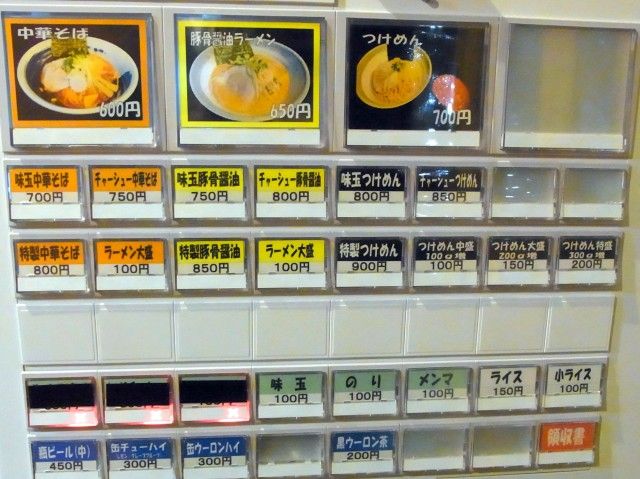 中華そば
600円
豚骨醤油ラーメン
650円
つけめん
700円
味玉中華そば
700円
チャーシュー中華そば
750円
味玉豚骨醤油
750円
チャーシュー豚骨醤油
800円
味玉つけめん
800円
チャーシューつけめん
850円
特製中華そば
800円
ラーメン大盛
100円
特製豚骨醤油
850円
ラーメン大盛
100円
特製つけめん
900円
つけめん中盛
100g増
100円
つけめん大盛
200g増
150円
つけめん特盛
300g増
200円
味玉
100円
のり
100円
メンマ
100円
ライス
150円
小ライス
100円
瓶ビール(中)
450円
缶チューハイ
300円
缶ウーロンハイ
300円
黒ウーロン茶
200円
領収書